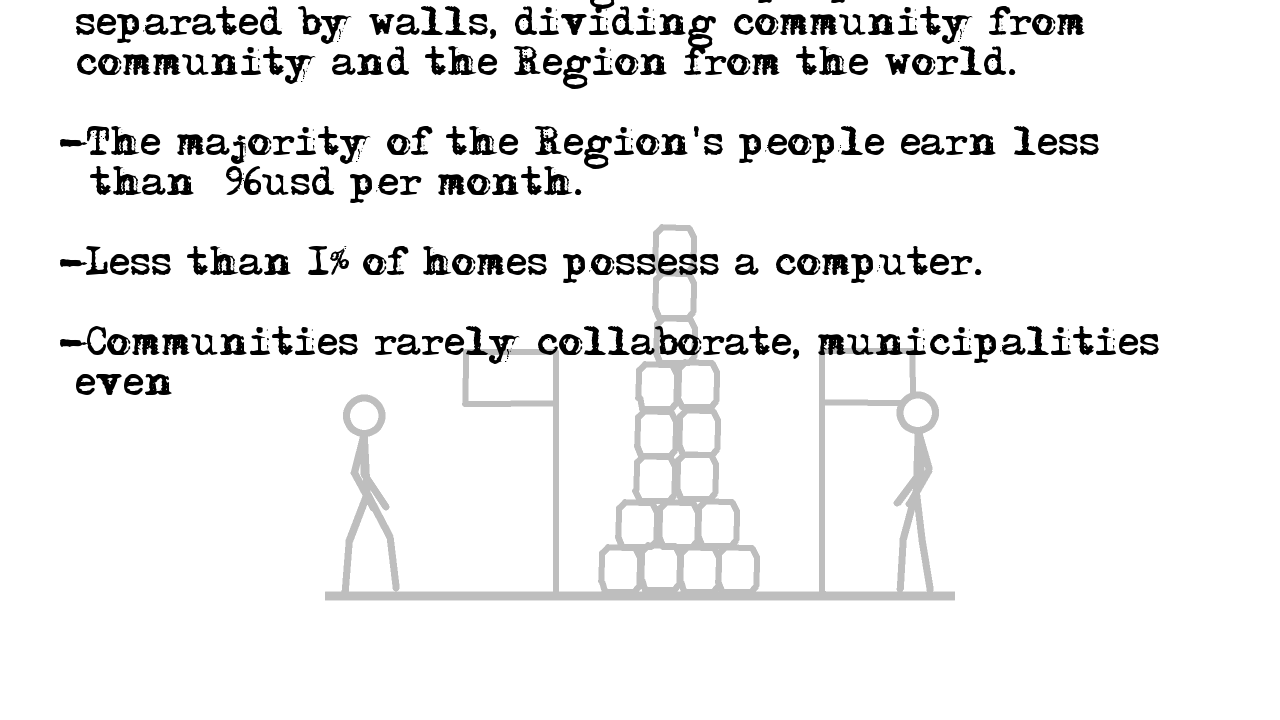 separated by walls, dividing community from
community and the Region from the world.
-The majority of the Region's people earn less
than 96usd per month.
-Less than 1% of homes possess a computer.
-Communities rarely collaborate, municipalities
even